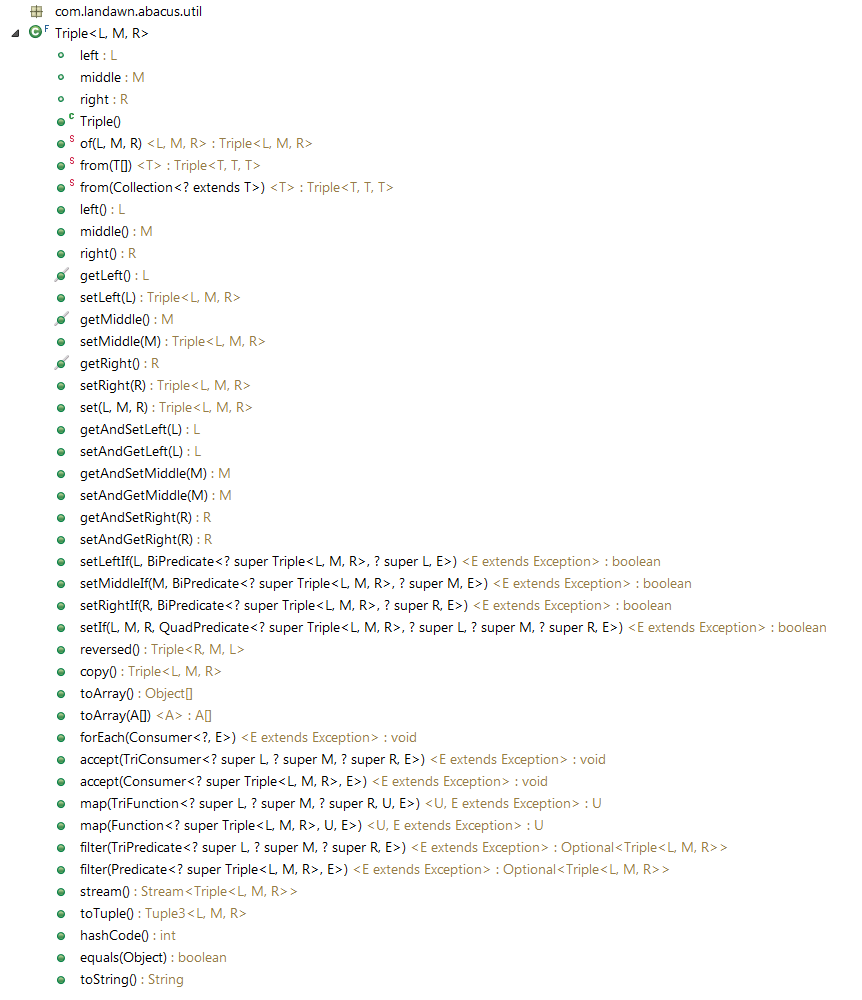 com.landawn.abacus.util
Triple<L, M, R>
left : L
middle : M
right : R
Triple()
of(L, M, R) <L, M, R> : Triple<L, M, R>
from(T[]) <T> : Triple<T, T, T>
from(Collection<? extends T>) <T> : Triple<T, T, T>
left() : L
middle() : M
right() : R
getLeft() : L
setLeft(L) : Triple<L, M, R>
getMiddle() : M
setMiddle(M) : Triple<L, M, R>
getRight() : R
setRight(R) : Triple<L, M, R>
set(L, M, R) : Triple<L, M, R>
getAndSetLeft(L) : L
setAndGetLeft(L) : L
getAndSetMiddle(M) : M
setAndGetMiddle(M) : M
getAndSetRight(R) : R
setAndGetRight(R) : R
setLeftIf(L, BiPredicate<? super Triple<L, M, R>, ? super L, E>) <E extends Exception> : boolean
setMiddleIf(M, BiPredicate<? super Triple<L, M, R>, ? super M, E>) <E extends Exception> : boolean
setRightIf(R, BiPredicate<? super Triple<L, M, R>, ? super R, E>) <E extends Exception> : boolean
setIf(L, M, R, QuadPredicate<? super Triple<L, M, R>, ? super L, ? super M, ? super R, E>) <E extends Exception> : boolean
reversed() : Triple<R, M, L>
copy() : Triple<L, M, R>
toArray() : Object[]
toArray(A[]) <A> : A[]
forEach(Consumer<?, E>) <E extends Exception> : void
accept(TriConsumer<? super L, ? super M, ? super R, E>) <E extends Exception> : void
accept(Consumer<? super Triple<L, M, R>, E>) <E extends Exception> : void
map(TriFunction<? super L, ? super M, ? super R, U, E>) <U, E extends Exception> : U
map(Function<? super Triple<L, M, R>, U, E>) <U, E extends Exception> : U
filter(TriPredicate<? super L, ? super M, ? super R, E>) <E extends Exception> : Optional<Triple<L, M, R>>
filter(Predicate<? super Triple<L, M, R>, E>) <E extends Exception> : Optional<Triple<L, M, R>>
stream() : Stream<Triple<L, M, R>>
toTuple() : Tuple3<L, M, R>
hashCode() : int
equals(Object) : boolean
toString() : String